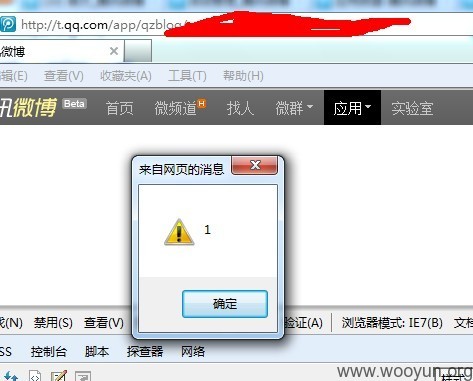 http://t.qq.com/app/qzblog/
微博
编辑(E) 查看(V) 收藏夹(A) 工具(T) 帮助(H)
讯微博 Beta 首页 微频道 H 找人 微群 应用 实验室
来自网页的消息
1
确定
找(N) 禁用(S) 查看(V) 验证(A) 浏览器模式: IE7(B) 文档
SS 控制台 脚本 探查器 网络
www.wooyun.org